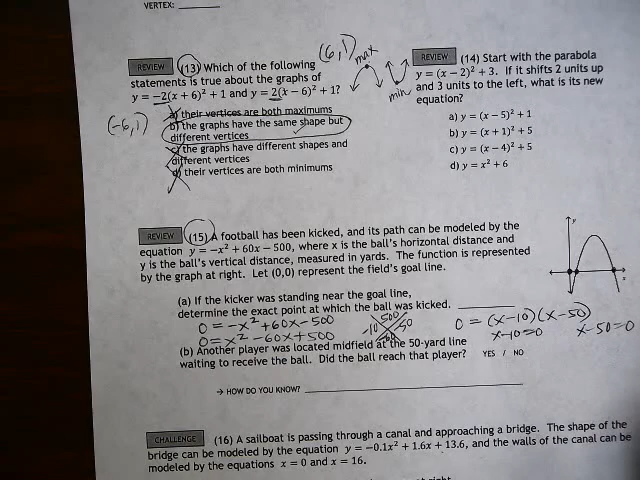 VERTEX: ______
REVIEW (13) Which of the following
statements is true about the graphs of
y = −2(x + 6)² + 1 and y = 2(x − 6)² + 1?
(6, 1)
max
min
(-6, 1)
a) their vertices are both maximums
b) the graphs have the same shape but
different vertices
c) the graphs have different shapes and
different vertices
d) their vertices are both minimums
REVIEW (14) Start with the parabola
y = (x − 2)² + 3. If it shifts 2 units up
and 3 units to the left, what is its new
equation?
a) y = (x − 5)² + 1
b) y = (x + 1)² + 5
c) y = (x − 4)² + 5
d) y = x² + 6
REVIEW (15) A football has been kicked, and its path can be modeled by the
equation y = −x² + 60x − 500, where x is the ball's horizontal distance and
y is the ball's vertical distance, measured in yards. The function is represented
by the graph at right. Let (0,0) represent the field's goal line.
y
x
(a) If the kicker was standing near the goal line,
determine the exact point at which the ball was kicked. ______
0 = -x² + 60x - 500
0 = x² - 60x + 500
500
-10 -50
-60
0 = (x-10)(x-50)
x-10=0 x-50=0
(b) Another player was located midfield at the 50-yard line
waiting to receive the ball. Did the ball reach that player? YES / NO
→ HOW DO YOU KNOW? ______
CHALLENGE (16) A sailboat is passing through a canal and approaching a bridge. The shape of the
bridge can be modeled by the equation y = −0.1x² + 1.6x + 13.6, and the walls of the canal can be
modeled by the equations x = 0 and x = 16.